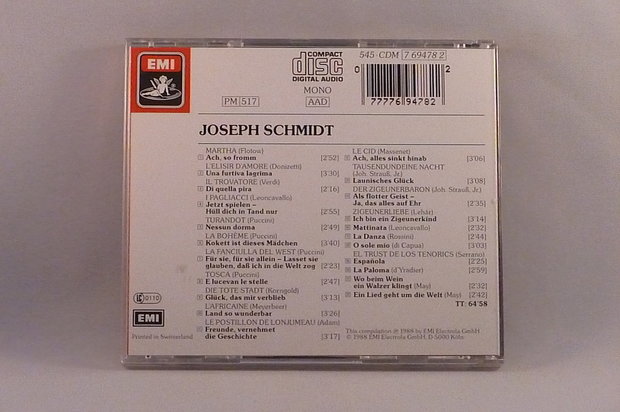 EMI
COMPACT
disc
DIGITAL AUDIO
545-CDM 7 69478 2
0 77776 94782 2
PM 517
MONO
AAD
JOSEPH SCHMIDT
MARTHA (Flotow)
Ach, so fromm [2'52]
L'ELISIR D'AMORE (Donizetti)
Una furtiva lagrima [3'30]
IL TROVATORE (Verdi)
Di quella pira [2'16]
I PAGLIACCI (Leoncavallo)
Jetzt spielen –
Hüll dich in Tand nur [2'55]
TURANDOT (Puccini)
Nessun dorma [2'49]
LA BOHÈME (Puccini)
Kokett ist dieses Mädchen [3'40]
LA FANCIULLA DEL WEST (Puccini)
Für sie, für sie allein – Lasset sie
glauben, daß ich in die Welt zog [2'23]
TOSCA (Puccini)
E lucevan le stelle [2'47]
DIE TOTE STADT (Korngold)
Glück, das mir verblieb [3'13]
L'AFRICAINE (Meyerbeer)
Land so wunderbar [3'26]
LE POSTILLON DE LONJUMEAU (Adam)
Freunde, vernehmet
die Geschichte [3'17]
LE CID (Massenet)
Ach, alles sinkt hinab [3'06]
TAUSENDUNDEINE NACHT
(Joh. Strauß, Jr.)
Launisches Glück [3'08]
DER ZIGEUNERBARON (Joh. Strauß, Jr.)
Als flotter Geist –
Ja, das alles auf Ehr [2'35]
ZIGEUNERLIEBE (Lehár)
Ich bin ein Zigeunerkind [3'14]
Mattinata (Leoncavallo) [2'32]
La Danza (Rossini) [2'44]
O sole mio (di Capua) [3'03]
EL TRUST DE LOS TENORICS (Serrano)
Española [2'25]
La Paloma (d'Yradier) [2'59]
Wo beim Wein
ein Walzer klingt (May) [2'32]
Ein Lied geht um die Welt (May) [2'42]
TT: 64'58
LC 0110
EMI
Printed in Switzerland
This compilation ℗ 1988 by EMI Electrola GmbH
© 1988 EMI Electrola GmbH, D-5000 Köln